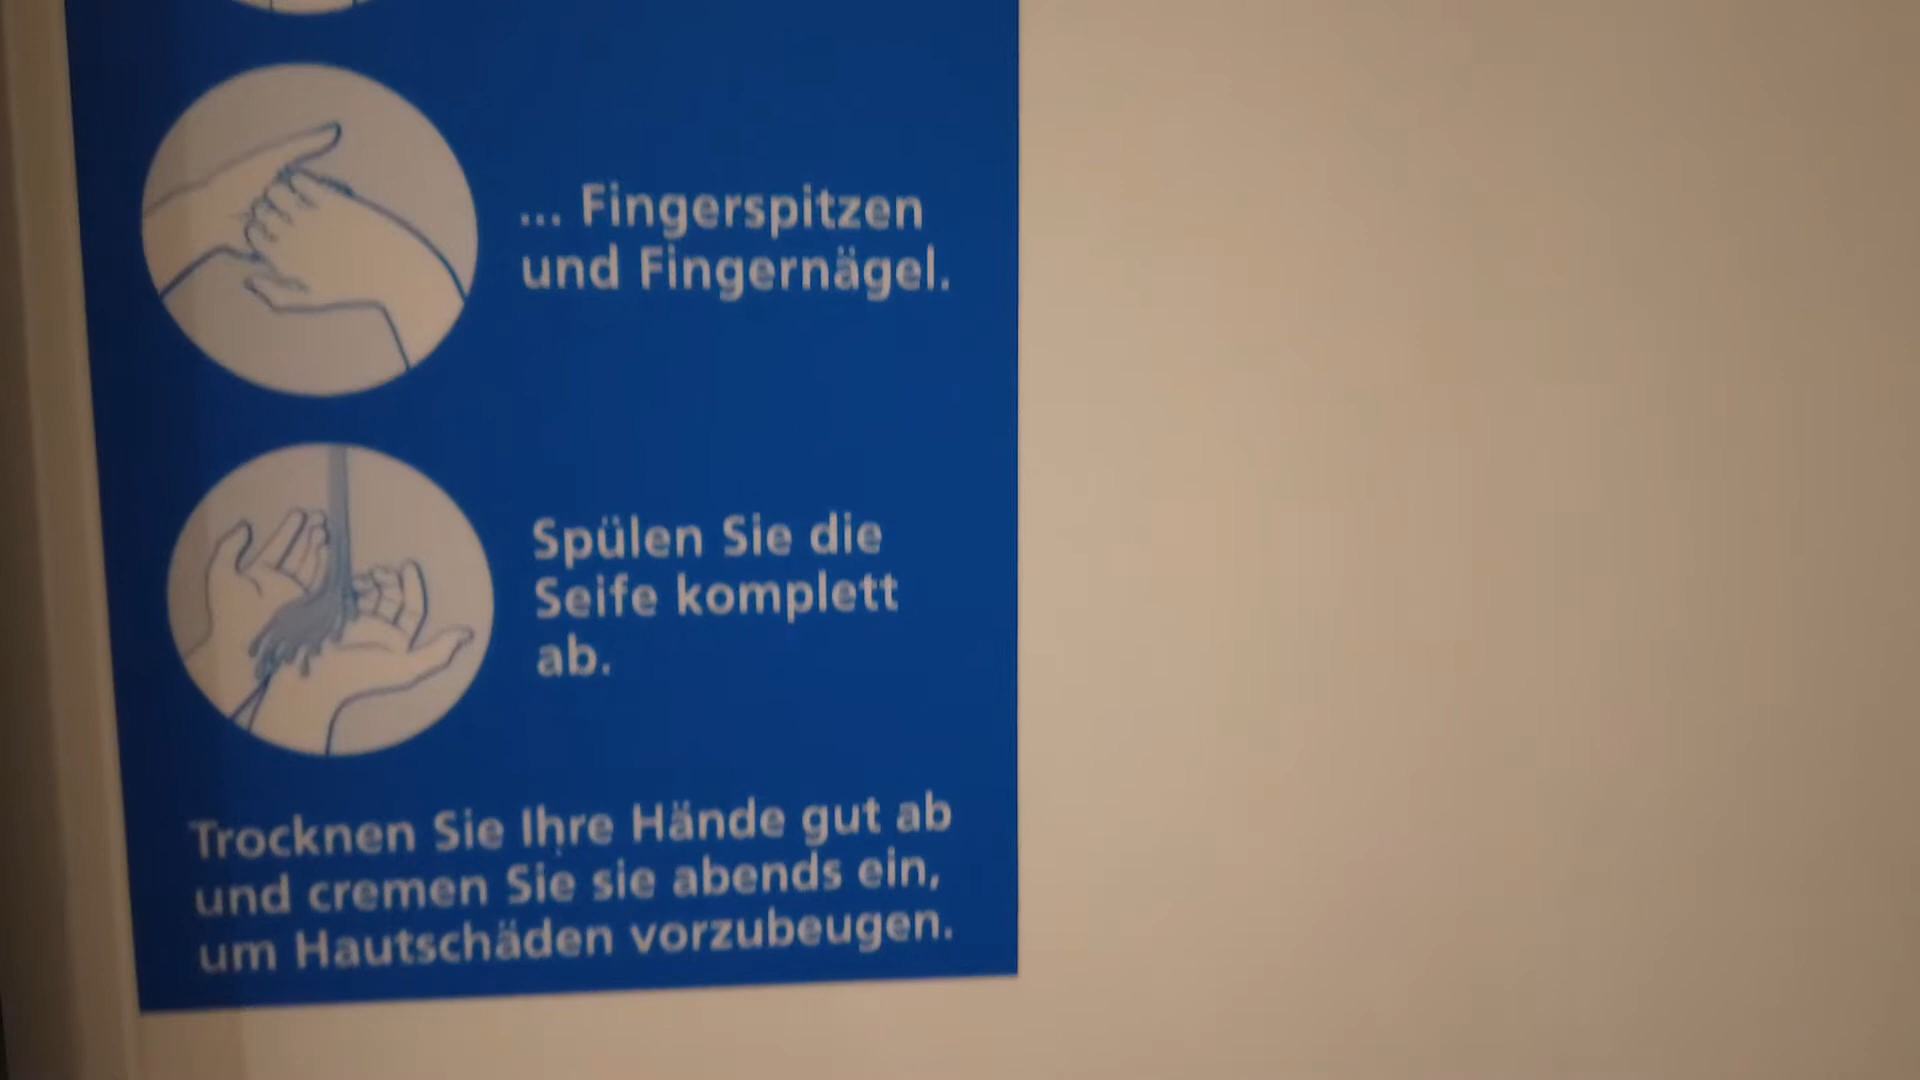 ... Fingerspitzen
und Fingernägel.
Spülen Sie die
Seife komplett
ab.
Trocknen Sie Ihre Hände gut ab
und cremen Sie sie abends ein,
um Hautschäden vorzubeugen.